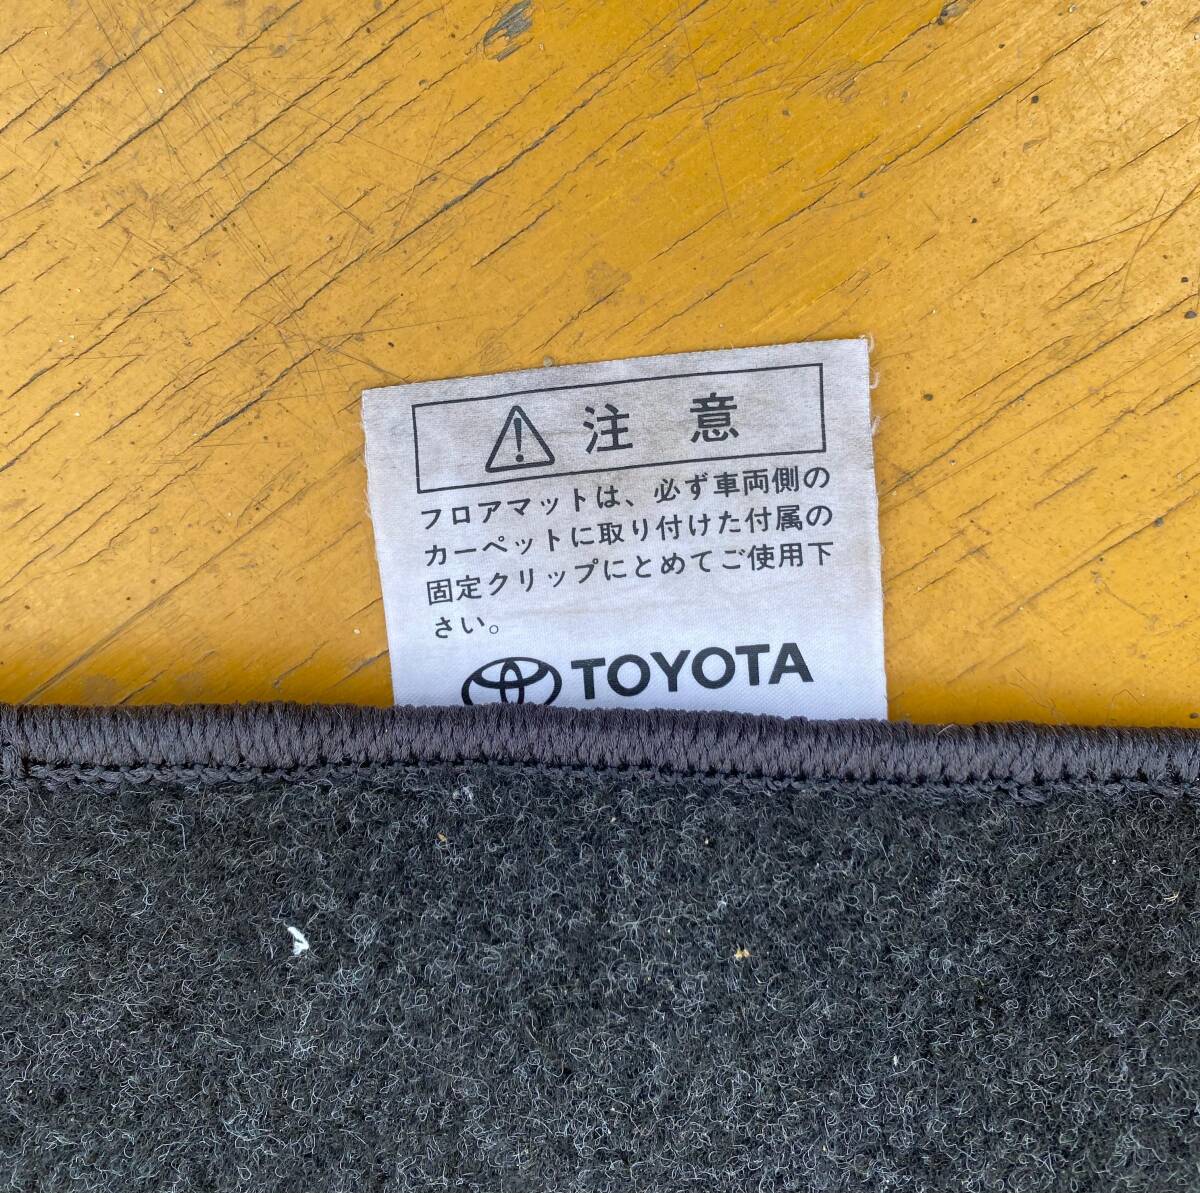 注意
フロアマットは、必ず車両側の
カーペットに取り付けた付属の
固定クリップにとめてご使用下
さい。
TOYOTA